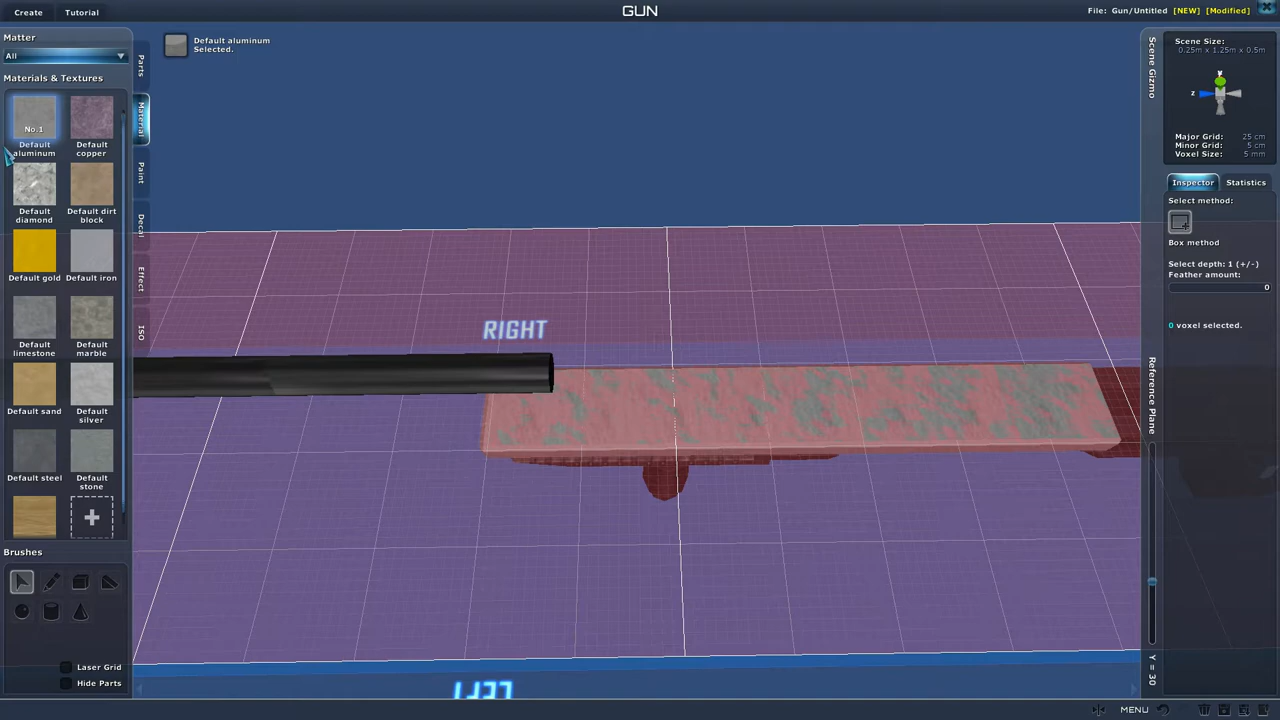 Create
Tutorial
GUN
File: Gun/Untitled [NEW] [Modified]
Matter
All
Materials & Textures
No.1
Default aluminum
Default copper
Default diamond
Default dirt block
Default gold
Default iron
Default limestone
Default marble
Default sand
Default silver
Default steel
Default stone
Brushes
Laser Grid
Hide Parts
Parts
Material
Paint
Decal
Effect
ISO
Default aluminum
Selected.
RIGHT
LEFT
Scene Gizmo
Reference Plane
Y = 30
Scene Size:
0.25m x 1.25m x 0.5m
Y
Z
Major Grid: 25 cm
Minor Grid: 5 cm
Voxel Size: 5 mm
Inspector
Statistics
Select method:
Box method
Select depth: 1 (+/-)
Feather amount:
0
0 voxel selected.
MENU